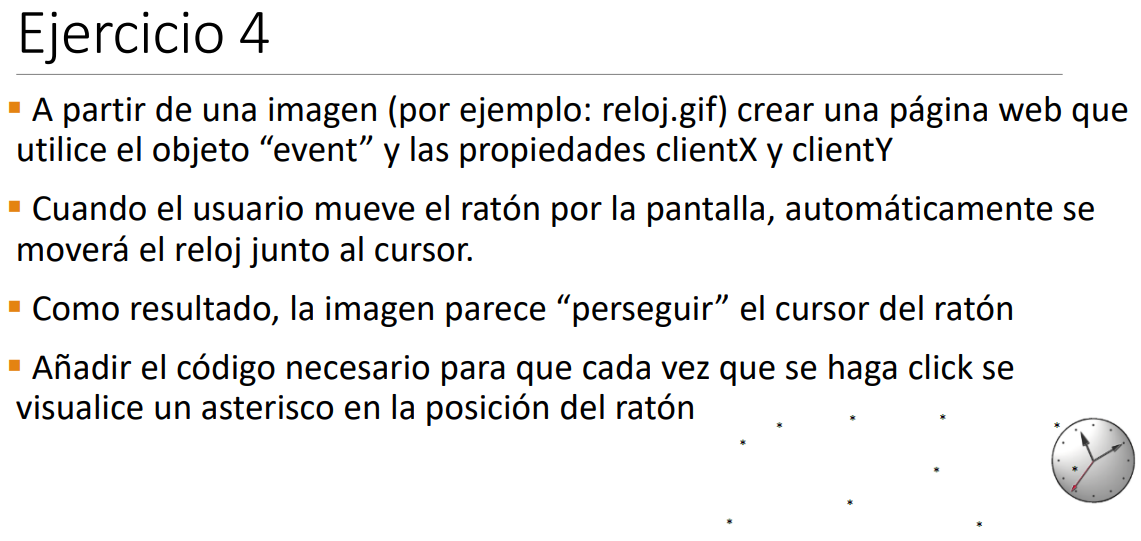 Ejercicio 4
▪ A partir de una imagen (por ejemplo: reloj.gif) crear una página web que
utilice el objeto “event” y las propiedades clientX y clientY
▪ Cuando el usuario mueve el ratón por la pantalla, automáticamente se
moverá el reloj junto al cursor.
▪ Como resultado, la imagen parece “perseguir” el cursor del ratón
▪ Añadir el código necesario para que cada vez que se haga click se
visualice un asterisco en la posición del ratón
* * * *
*
* *
*
* *